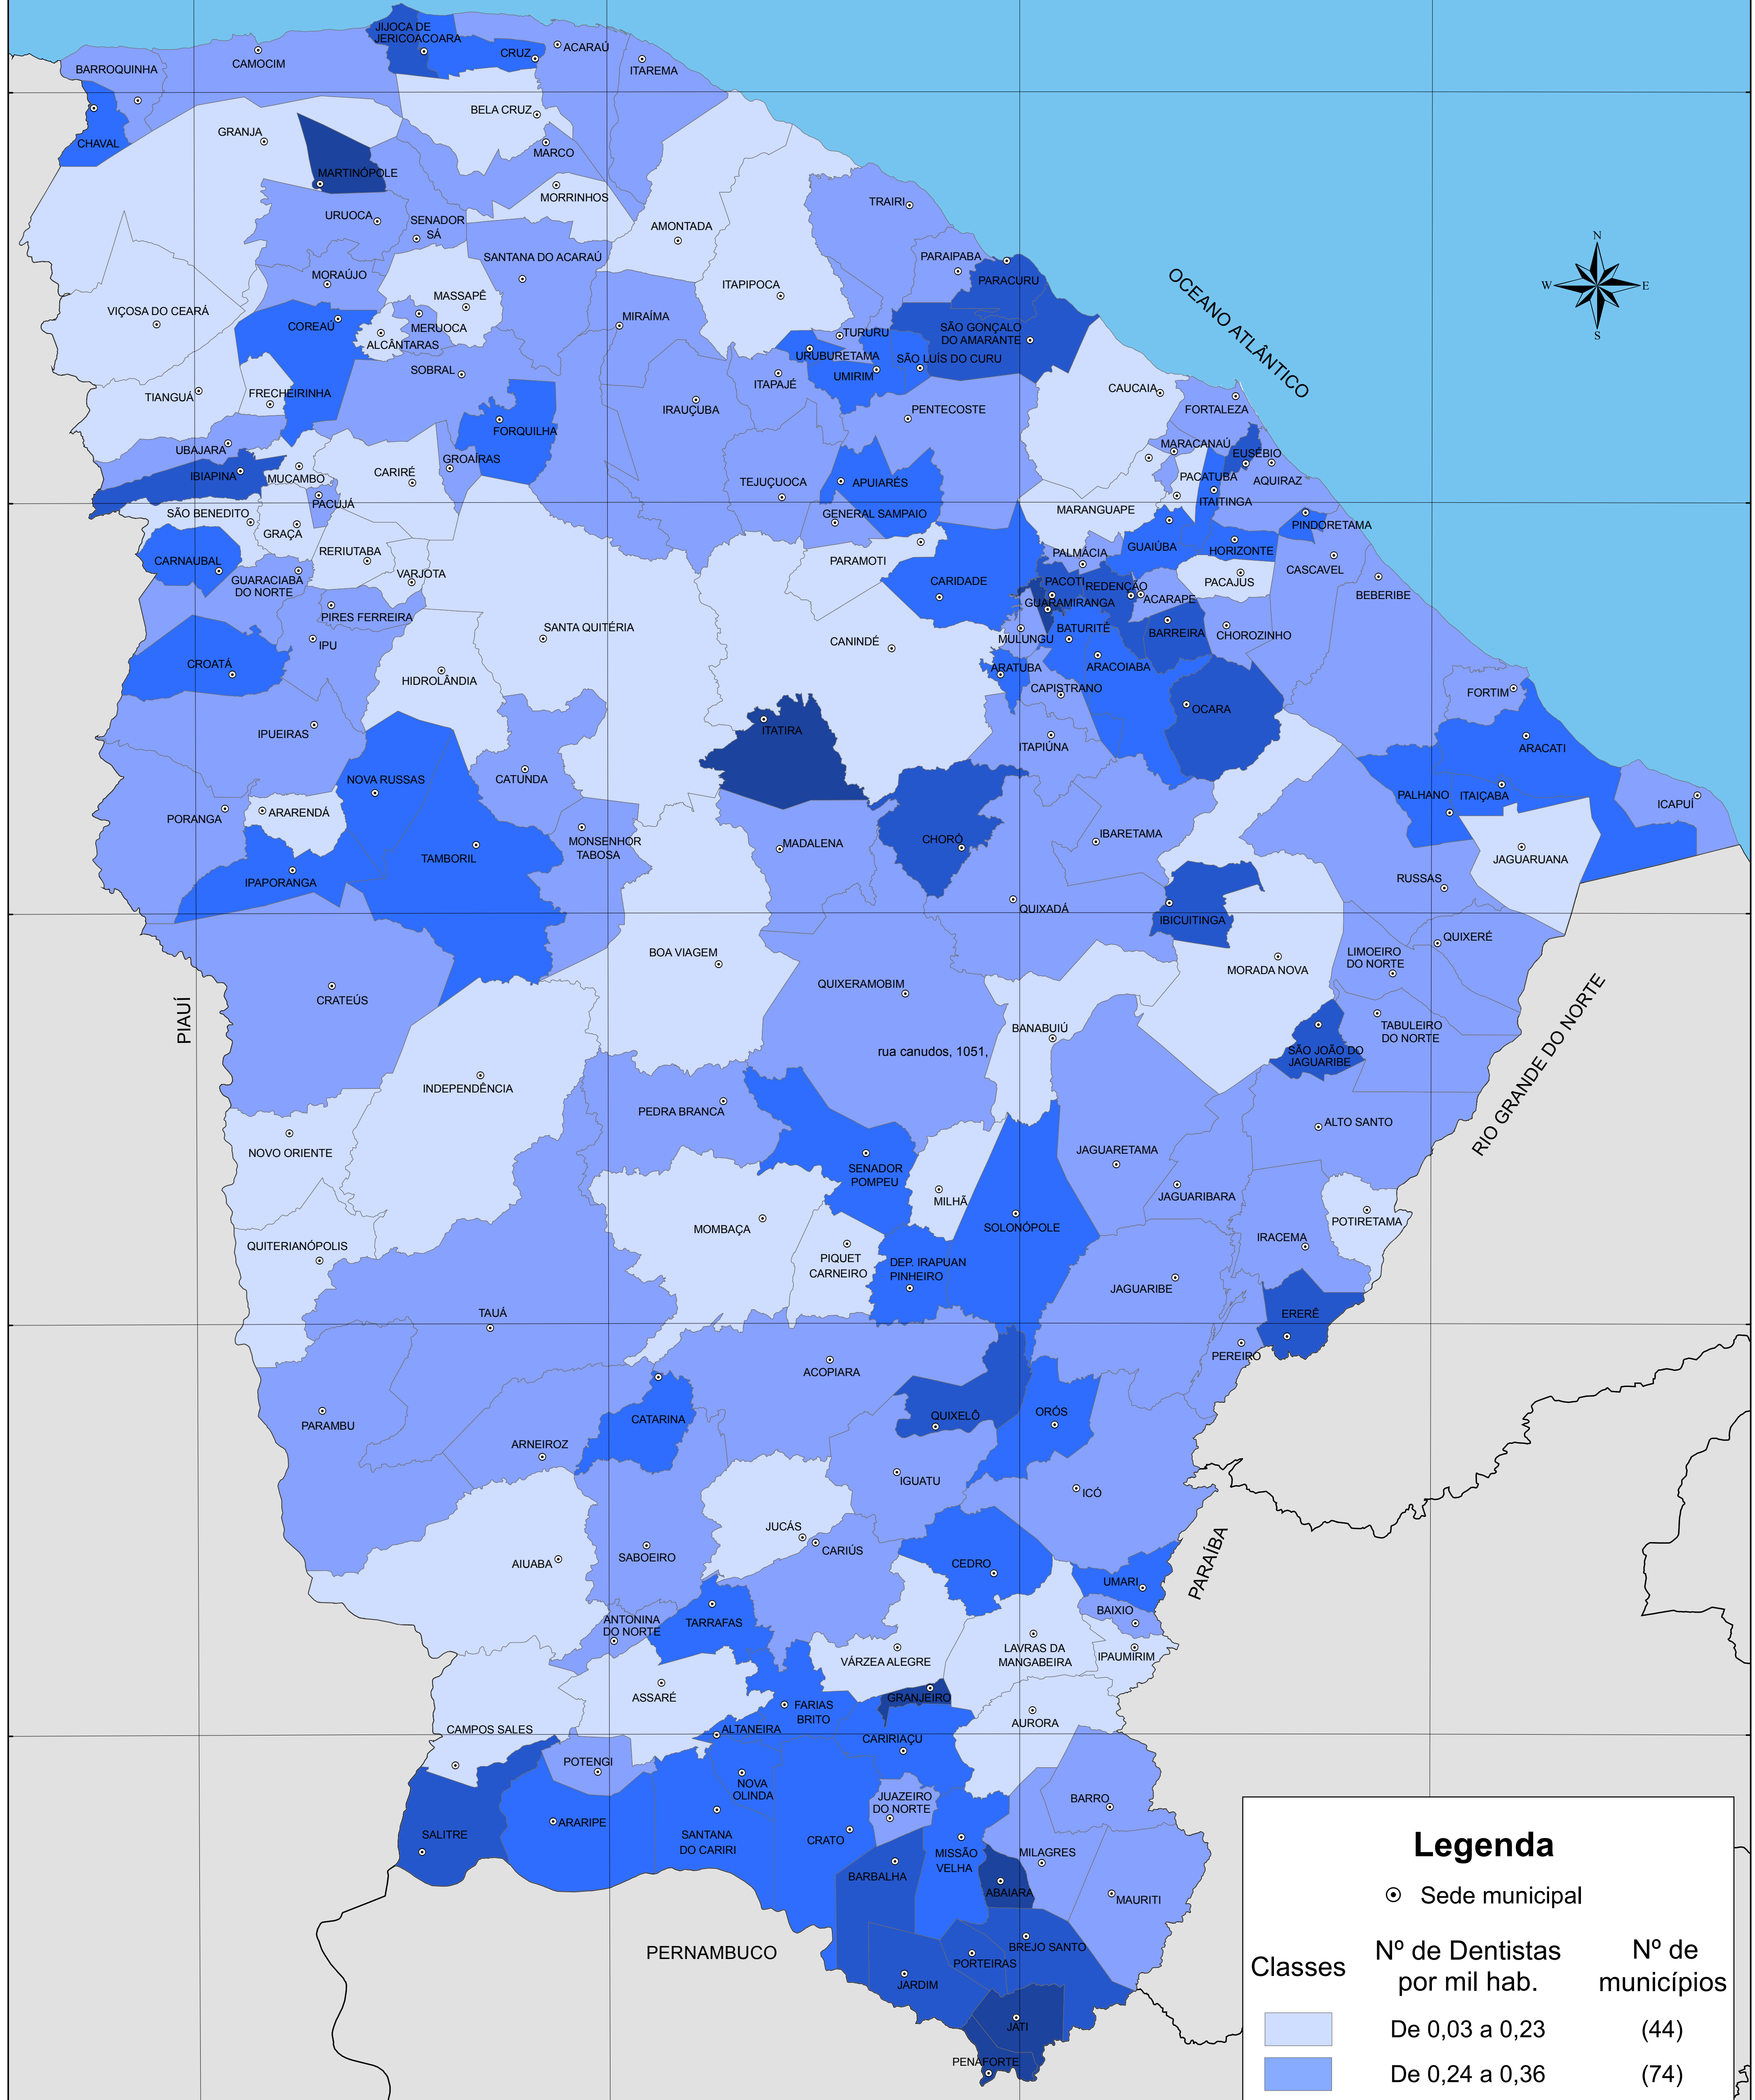 JIJOCA DE
JERICOACOARA
CRUZ
ACARAÚ
ITAREMA
BARROQUINHA
CAMOCIM
BELA CRUZ
CHAVAL
GRANJA
MARCO
MARTINÓPOLE
MORRINHOS
URUOCA
SENADOR
SÁ
AMONTADA
TRAIRI
SANTANA DO ACARAÚ
PARAIPABA
MORAÚJO
ITAPIPOCA
PARACURU
MASSAPÊ
VIÇOSA DO CEARÁ
MIRAÍMA
COREAÚ
MERUOCA
TURURU
SÃO GONÇALO
DO AMARANTE
ALCÂNTARAS
URUBURETAMA
SÃO LUÍS DO CURU
SOBRAL
ITAPAJÉ
UMIRIM
TIANGUÁ
FRECHEIRINHA
IRAUÇUBA
PENTECOSTE
CAUCAIA
FORTALEZA
FORQUILHA
UBAJARA
GROAÍRAS
MARACANAÚ
EUSÉBIO
IBIAPINA
MUCAMBO
CARIRÉ
TEJUÇUOCA
APUIARÉS
PACATUBA
AQUIRAZ
PACUJÁ
ITAITINGA
SÃO BENEDITO
GENERAL SAMPAIO
MARANGUAPE
PINDORETAMA
GRAÇA
RERIUTABA
PALMÁCIA
GUAIÚBA
HORIZONTE
CARNAUBAL
PARAMOTI
CASCAVEL
GUARACIABA
DO NORTE
VARJOTA
CARIDADE
PACOTI
REDENÇÃO
PACAJUS
BEBERIBE
GUARAMIRANGA
ACARAPE
PIRES FERREIRA
SANTA QUITÉRIA
CANINDÉ
MULUNGU
BATURITÉ
BARREIRA
CHOROZINHO
IPU
CROATÁ
HIDROLÂNDIA
ARATUBA
ARACOIABA
CAPISTRANO
FORTIM
OCARA
IPUEIRAS
ITATIRA
ITAPIÚNA
ARACATI
NOVA RUSSAS
CATUNDA
PALHANO
ITAIÇABA
ICAPUÍ
PORANGA
ARARENDÁ
IBARETAMA
MONSENHOR
TABOSA
MADALENA
CHORÓ
TAMBORIL
JAGUARUANA
IPAPORANGA
RUSSAS
QUIXADÁ
IBICUITINGA
QUIXERÉ
BOA VIAGEM
LIMOEIRO
DO NORTE
MORADA NOVA
QUIXERAMOBIM
CRATEÚS
BANABUIÚ
TABULEIRO
DO NORTE
rua canudos, 1051,
SÃO JOÃO DO
JAGUARIBE
INDEPENDÊNCIA
PEDRA BRANCA
ALTO SANTO
NOVO ORIENTE
JAGUARETAMA
SENADOR
POMPEU
JAGUARIBARA
MILHÃ
MOMBAÇA
SOLONÓPOLE
POTIRETAMA
IRACEMA
QUITERIANÓPOLIS
PIQUET
CARNEIRO
DEP. IRAPUAN
PINHEIRO
JAGUARIBE
TAUÁ
ERERÊ
PEREIRO
ACOPIARA
PARAMBU
CATARINA
QUIXELÔ
ORÓS
ARNEIROZ
IGUATU
ICÓ
JUCÁS
CARIÚS
SABOEIRO
AIUABA
CEDRO
UMARI
BAIXIO
ANTONINA
DO NORTE
TARRAFAS
LAVRAS DA
MANGABEIRA
IPAUMIRIM
VÁRZEA ALEGRE
ASSARÉ
GRANJEIRO
FARIAS
BRITO
AURORA
CAMPOS SALES
ALTANEIRA
CARIRIAÇU
POTENGI
NOVA
OLINDA
JUAZEIRO
DO NORTE
BARRO
ARARIPE
SALITRE
SANTANA
DO CARIRI
CRATO
MISSÃO
VELHA
MILAGRES
BARBALHA
ABAIARA
MAURITI
BREJO SANTO
PORTEIRAS
JARDIM
JATI
PENAFORTE
OCEANO ATLÂNTICO
N
W
E
S
PIAUÍ
RIO GRANDE DO NORTE
PARAÍBA
PERNAMBUCO
Legenda
Sede municipal
Classes
Nº de Dentistas
por mil hab.
Nº de
municípios
De 0,03 a 0,23 (44)
De 0,24 a 0,36 (74)